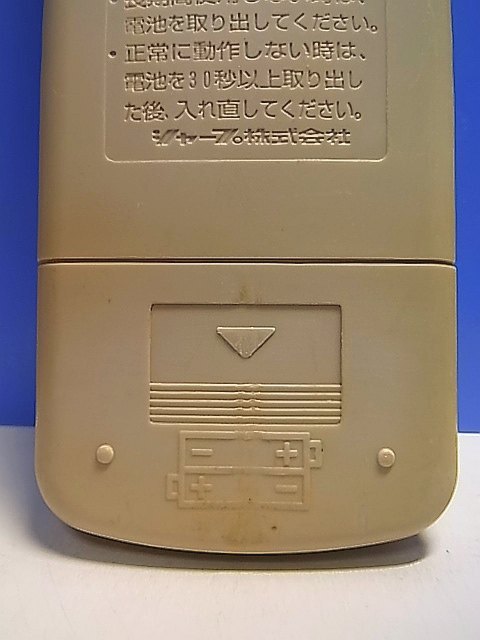 電池を取り出してください。
・正常に動作しない時は、
電池を30秒以上取り出し
た後、入れ直してください。
シャープ株式会社
- +
+ -